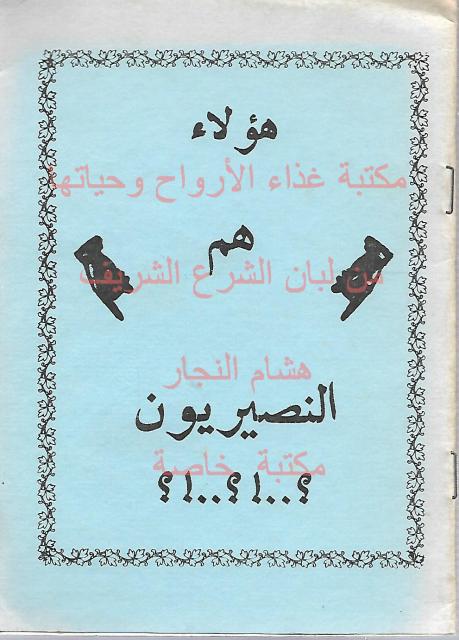 هؤلاء
مكتبة غذاء الأرواح وحياتها
هم
من لبان الشرع الشريف
هشام النجار
النصيريون
مكتبة خاصة
؟..!؟..!؟